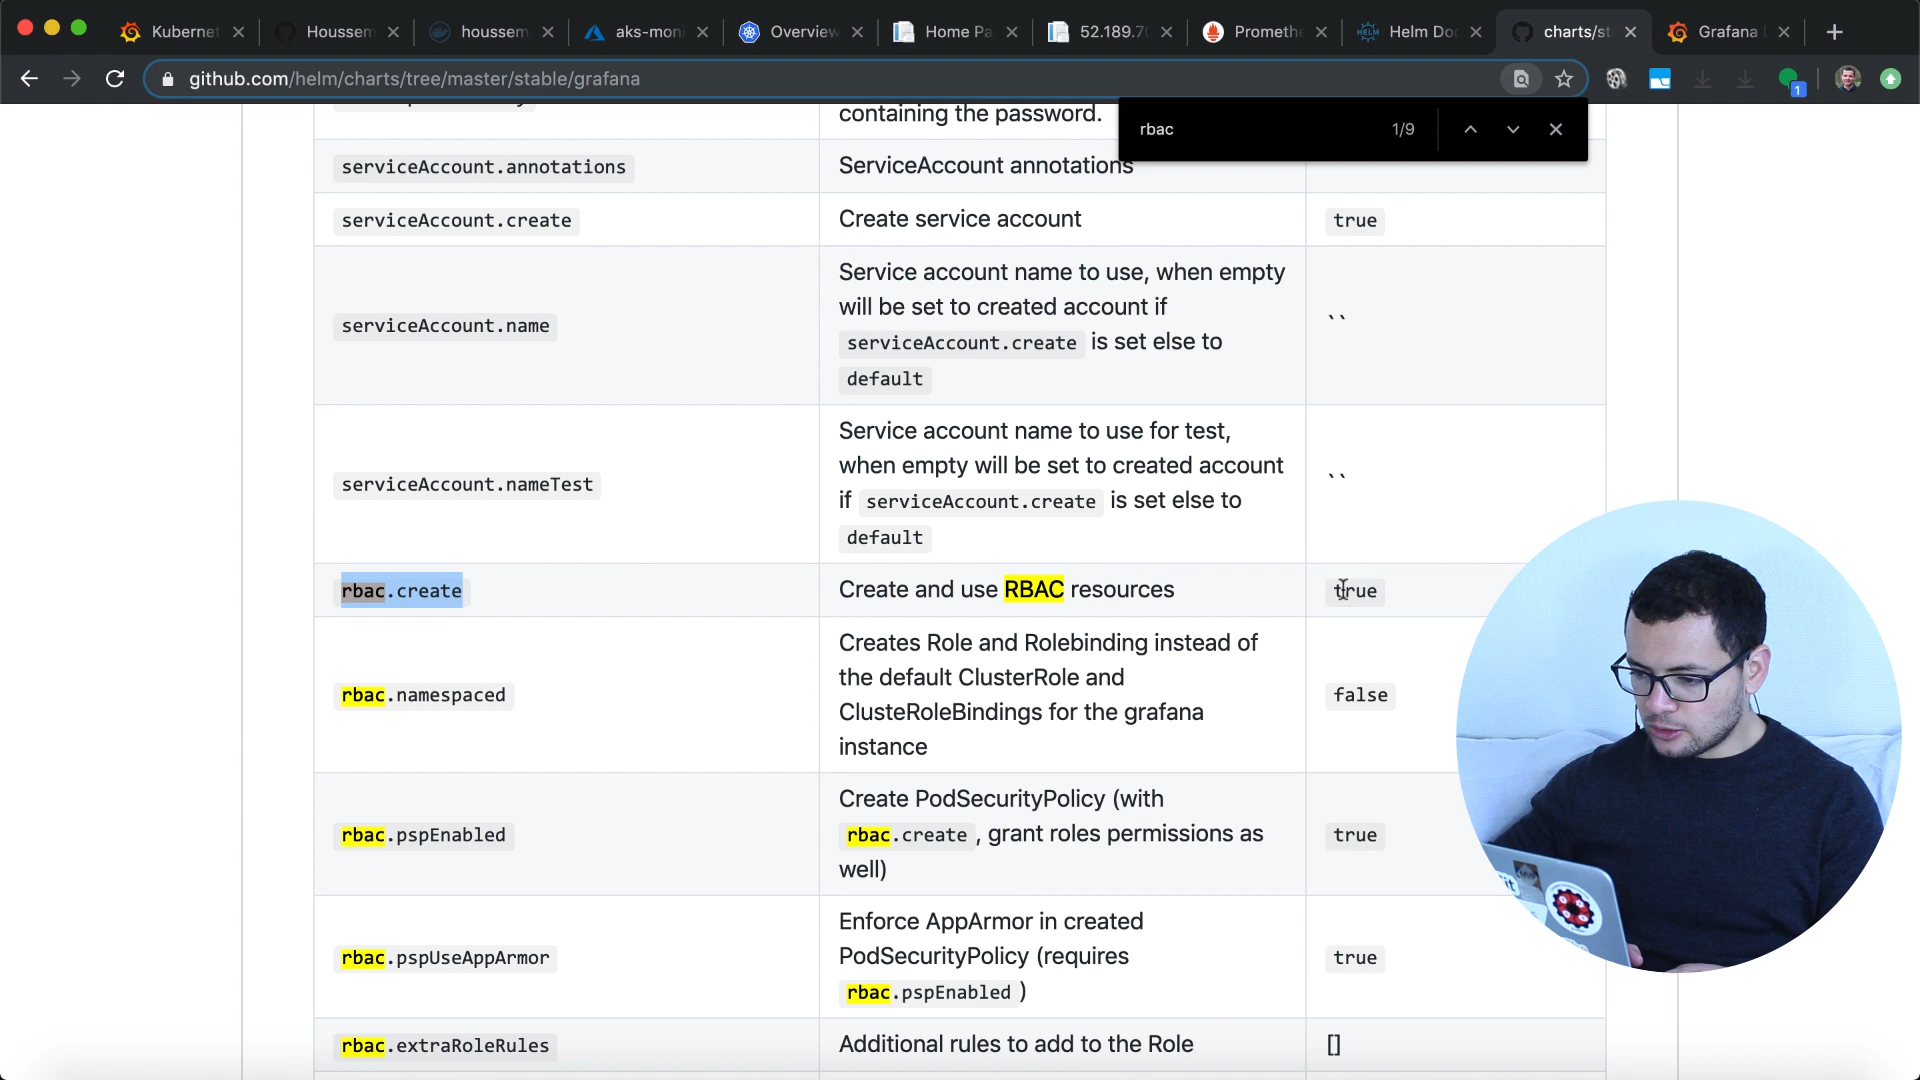 Kubernet
Houssem
houssem
aks-moni
Overview
Home Pa
52.189.70
Promethe
Helm Doc
charts/sta
Grafana
github.com/helm/charts/tree/master/stable/grafana
1
rbac 1/9
containing the password.
serviceAccount.annotations ServiceAccount annotations
serviceAccount.create Create service account true
Service account name to use, when empty
will be set to created account if
serviceAccount.name ``
serviceAccount.create is set else to
default
Service account name to use for test,
when empty will be set to created account
serviceAccount.nameTest ``
if serviceAccount.create is set else to
default
rbac.create Create and use RBAC resources true
Creates Role and Rolebinding instead of
the default ClusterRole and
rbac.namespaced false
ClusteRoleBindings for the grafana
instance
Create PodSecurityPolicy (with
rbac.pspEnabled rbac.create , grant roles permissions as true
well)
Enforce AppArmor in created
rbac.pspUseAppArmor PodSecurityPolicy (requires true
rbac.pspEnabled )
rbac.extraRoleRules Additional rules to add to the Role []